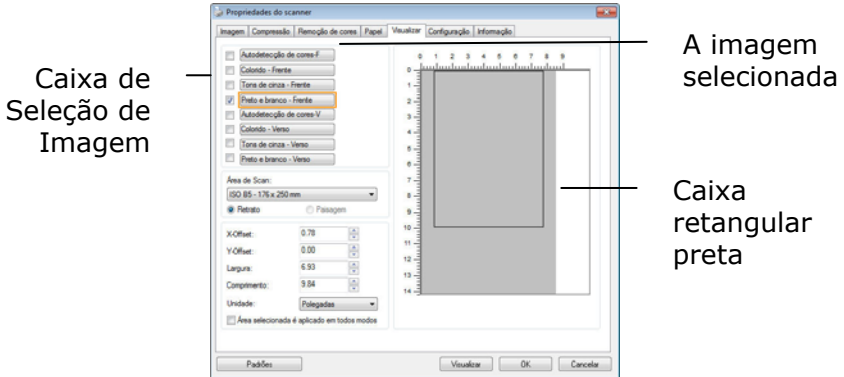 Propriedades do scanner
Imagem Compressão Remoção de cores Papel Visualizar Configuração Informação
Autodetecção de cores-F
Colorido - Frente
Tons de cinza - Frente
Preto e branco - Frente
Autodetecção de cores-V
Colorido - Verso
Tons de cinza - Verso
Preto e branco - Verso
Área de Scan:
ISO B5 - 176 x 250 mm
Retrato Paisagem
X-Offset: 0.78
Y-Offset: 0.00
Largura: 6.93
Comprimento: 9.84
Unidade: Polegadas
Área selecionada é aplicado em todos modos
0 1 2 3 4 5 6 7 8 9
0
1
2
3
4
5
6
7
8
9
10
11
12
13
14
Padrões Visualizar OK Cancelar
Caixa de
Seleção de
Imagem
A imagem
selecionada
Caixa
retangular
preta